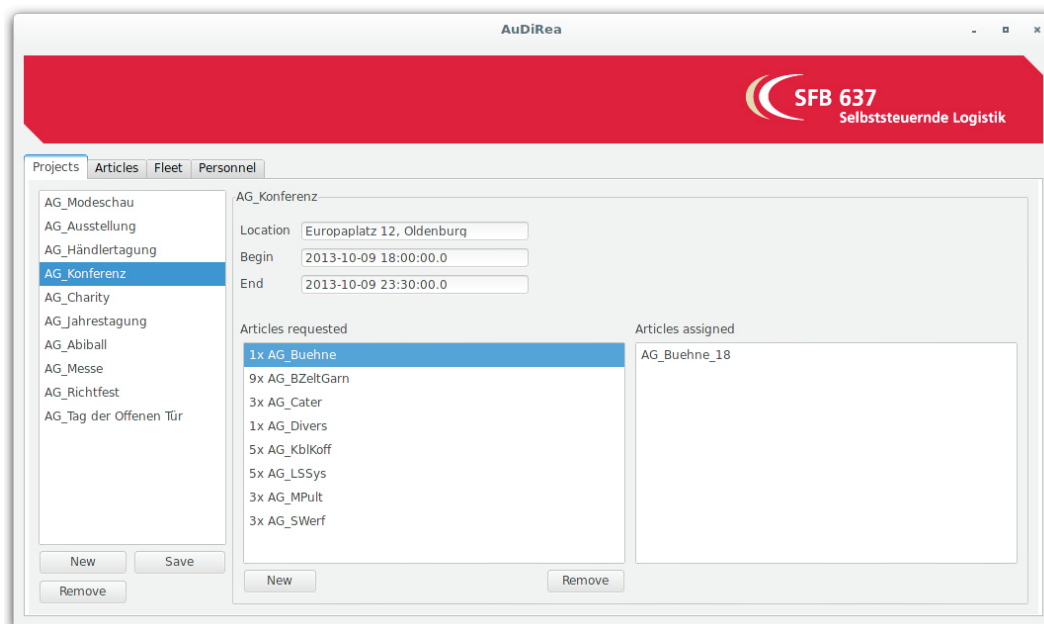 AuDiRea
SFB 637
Selbststeuernde Logistik
Projects Articles Fleet Personnel
AG_Modeschau
AG_Ausstellung
AG_Händlertagung
AG_Konferenz
AG_Charity
AG_Jahrestagung
AG_Abiball
AG_Messe
AG_Richtfest
AG_Tag der Offenen Tür
New Save
Remove
AG_Konferenz
Location Europaplatz 12, Oldenburg
Begin 2013-10-09 18:00:00.0
End 2013-10-09 23:30:00.0
Articles requested
1x AG_Buehne
9x AG_BZeltGarn
3x AG_Cater
1x AG_Divers
5x AG_KblKoff
5x AG_LSSys
3x AG_MPult
3x AG_SWerf
New Remove
Articles assigned
AG_Buehne_18